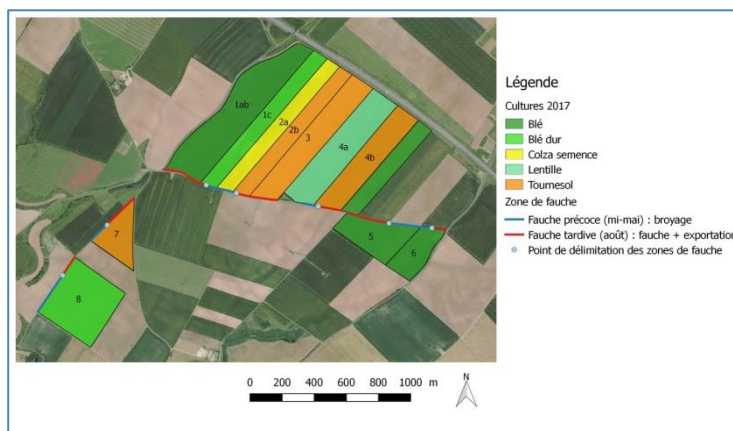 1ab
1c
2a
2b
3
4a
4b
5
6
7
8
Légende
Cultures 2017
Blé
Blé dur
Colza semence
Lentille
Tournesol
Zone de fauche
Fauche précoce (mi-mai) : broyage
Fauche tardive (août) : fauche + exportation
Point de délimitation des zones de fauche
0 200 400 600 800 1000 m
N